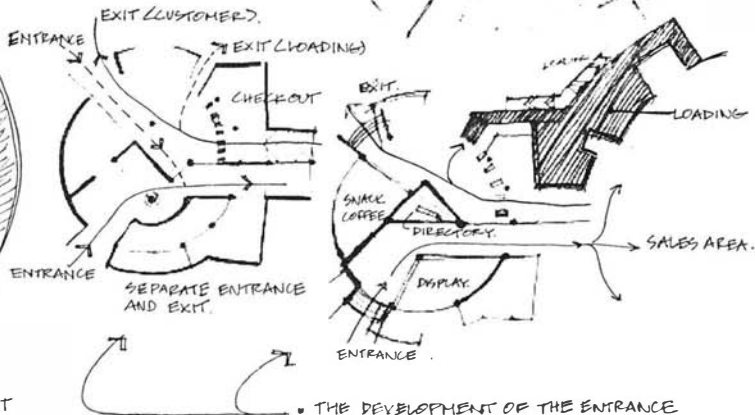 EXIT (CUSTOMER).
ENTRANCE
EXIT (LOADING)
CHECKOUT
ENTRANCE
SEPARATE ENTRANCE
AND EXIT.
EXIT.
LOADING
SNACK
COFFEE
DIRECTORY.
SALES AREA.
DISPLAY.
ENTRANCE.
• THE DEVELOPMENT OF THE ENTRANCE